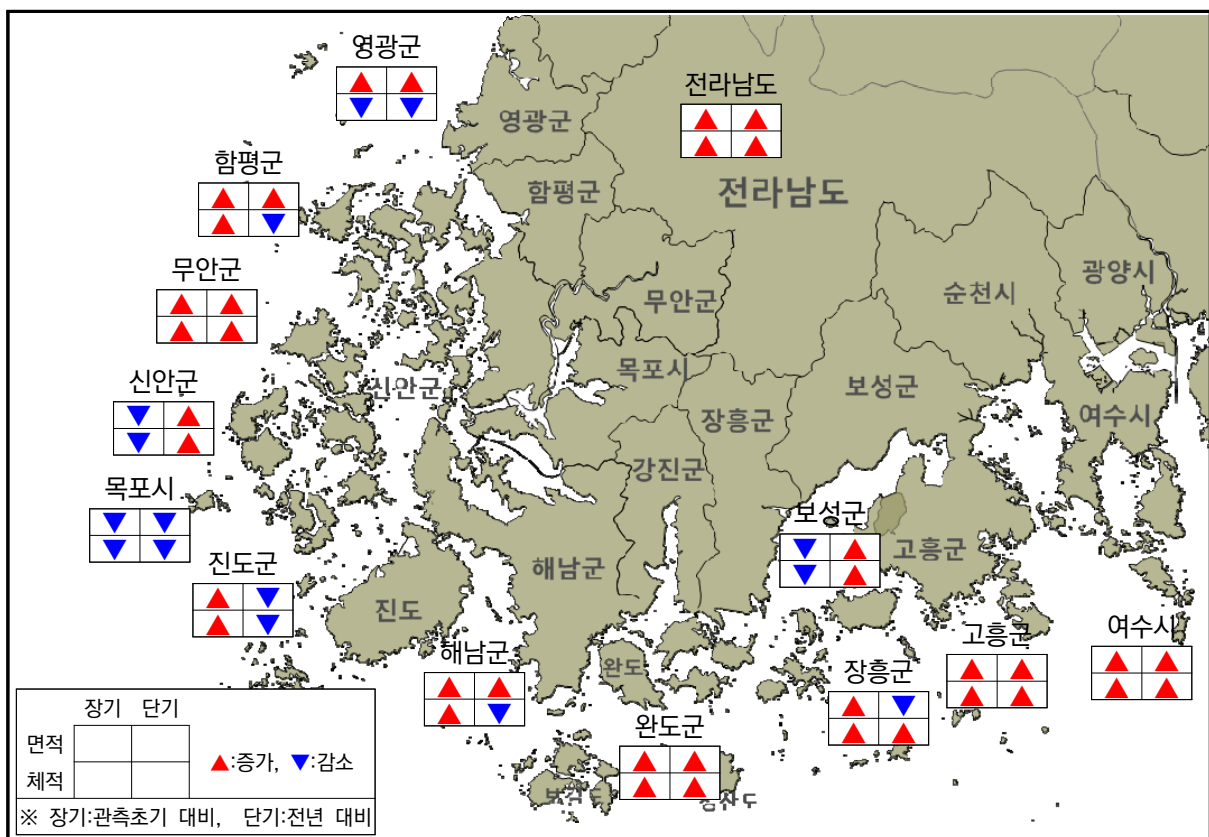 영광군
전라남도
영광군
함평군
함평군
전라남도
무안군
무안군
순천시
광양시
신안군
신안군
목포시
장흥군
보성군
여수시
강진군
목포시
보성군
고흥군
진도군
진도
해남군
해남군
완도
장흥군
고흥군
여수시
완도군
보길도
장기 단기
면적
체적
▲:증가, ▼:감소
※ 장기:관측초기 대비, 단기:전년 대비